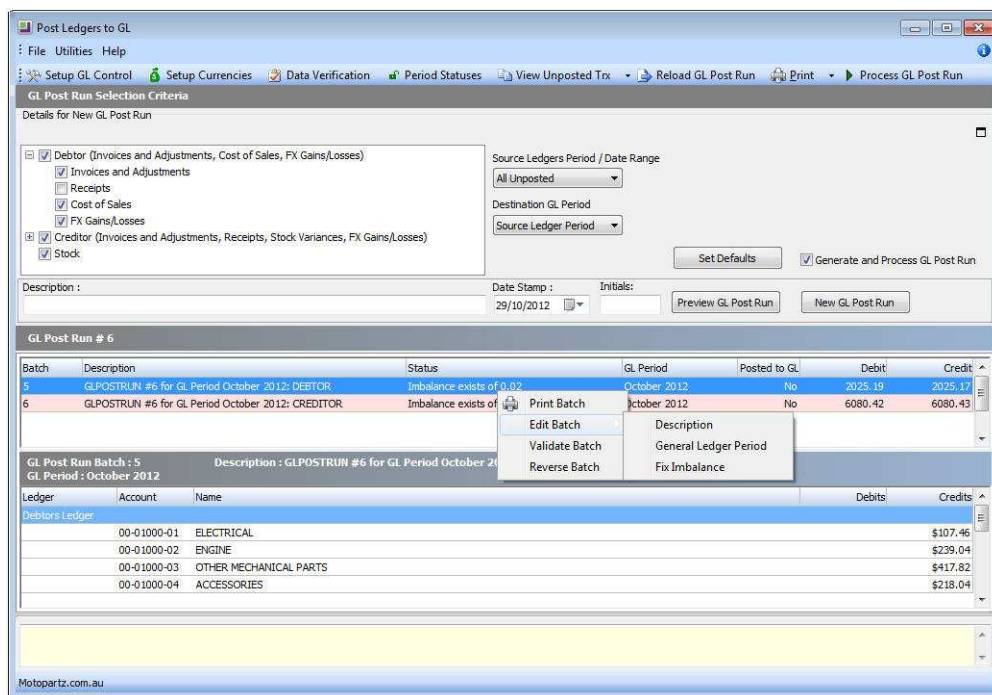 Post Ledgers to GL
File Utilities Help
Setup GL Control Setup Currencies Data Verification Period Statuses View Unposted Trx Reload GL Post Run Print Process GL Post Run
GL Post Run Selection Criteria
Details for New GL Post Run
Debtor (Invoices and Adjustments, Cost of Sales, FX Gains/Losses)
Invoices and Adjustments
Receipts
Cost of Sales
FX Gains/Losses
Creditor (Invoices and Adjustments, Receipts, Stock Variances, FX Gains/Losses)
Stock
Source Ledgers Period / Date Range
All Unposted
Destination GL Period
Source Ledger Period
Set Defaults Generate and Process GL Post Run
Description : Date Stamp : Initials:
29/10/2012 Preview GL Post Run New GL Post Run
GL Post Run # 6
Batch Description Status GL Period Posted to GL Debit Credit
5 GLPOSTRUN #6 for GL Period October 2012: DEBTOR Imbalance exists of 0.02 October 2012 No 2025.19 2025.17
6 GLPOSTRUN #6 for GL Period October 2012: CREDITOR Imbalance exists of October 2012 No 6080.42 6080.43
Print Batch
Edit Batch
Validate Batch
Reverse Batch
Description
General Ledger Period
Fix Imbalance
GL Post Run Batch : 5 Description : GLPOSTRUN #6 for GL Period October
GL Period : October 2012
Ledger Account Name Debits Credits
Debtors Ledger
00-01000-01 ELECTRICAL $107.46
00-01000-02 ENGINE $239.04
00-01000-03 OTHER MECHANICAL PARTS $417.82
00-01000-04 ACCESSORIES $218.04
Motopartz.com.au